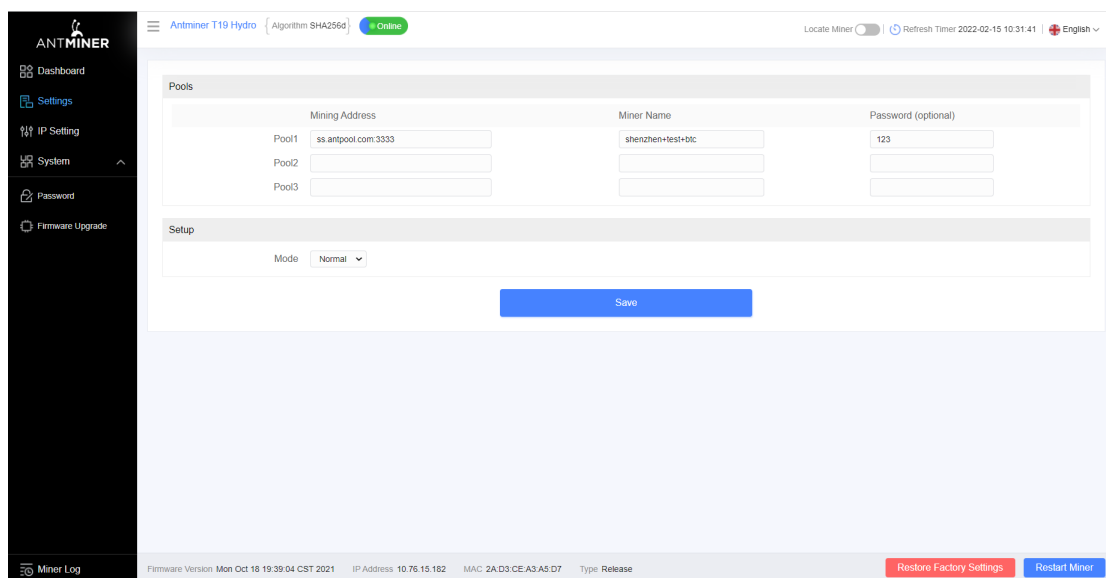 ANTMINER
Antminer T19 Hydro { Algorithm SHA256d } Online
Locate Miner Refresh Timer 2022-02-15 10:31:41 English
Dashboard
Settings
IP Setting
System
Password
Firmware Upgrade
Pools
Mining Address Miner Name Password (optional)
Pool1 ss.antpool.com:3333 shenzhen+test+btc 123
Pool2
Pool3
Setup
Mode Normal
Save
Miner Log
Firmware Version Mon Oct 18 19:39:04 CST 2021 IP Address 10.76.15.182 MAC 2A:D3:CE:A3:A5:D7 Type Release
Restore Factory Settings Restart Miner